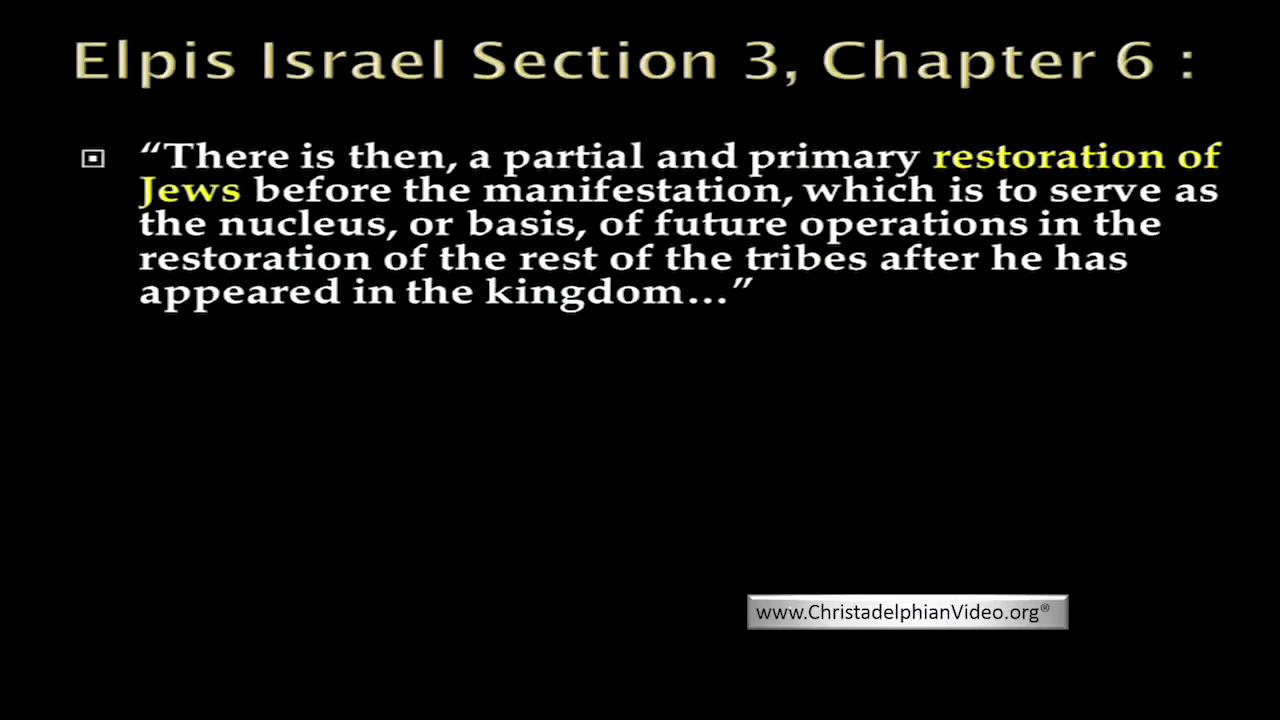 Elpis Israel Section 3, Chapter 6 :
“There is then, a partial and primary restoration of
Jews before the manifestation, which is to serve as
the nucleus, or basis, of future operations in the
restoration of the rest of the tribes after he has
appeared in the kingdom…”
www.ChristadelphianVideo.org®